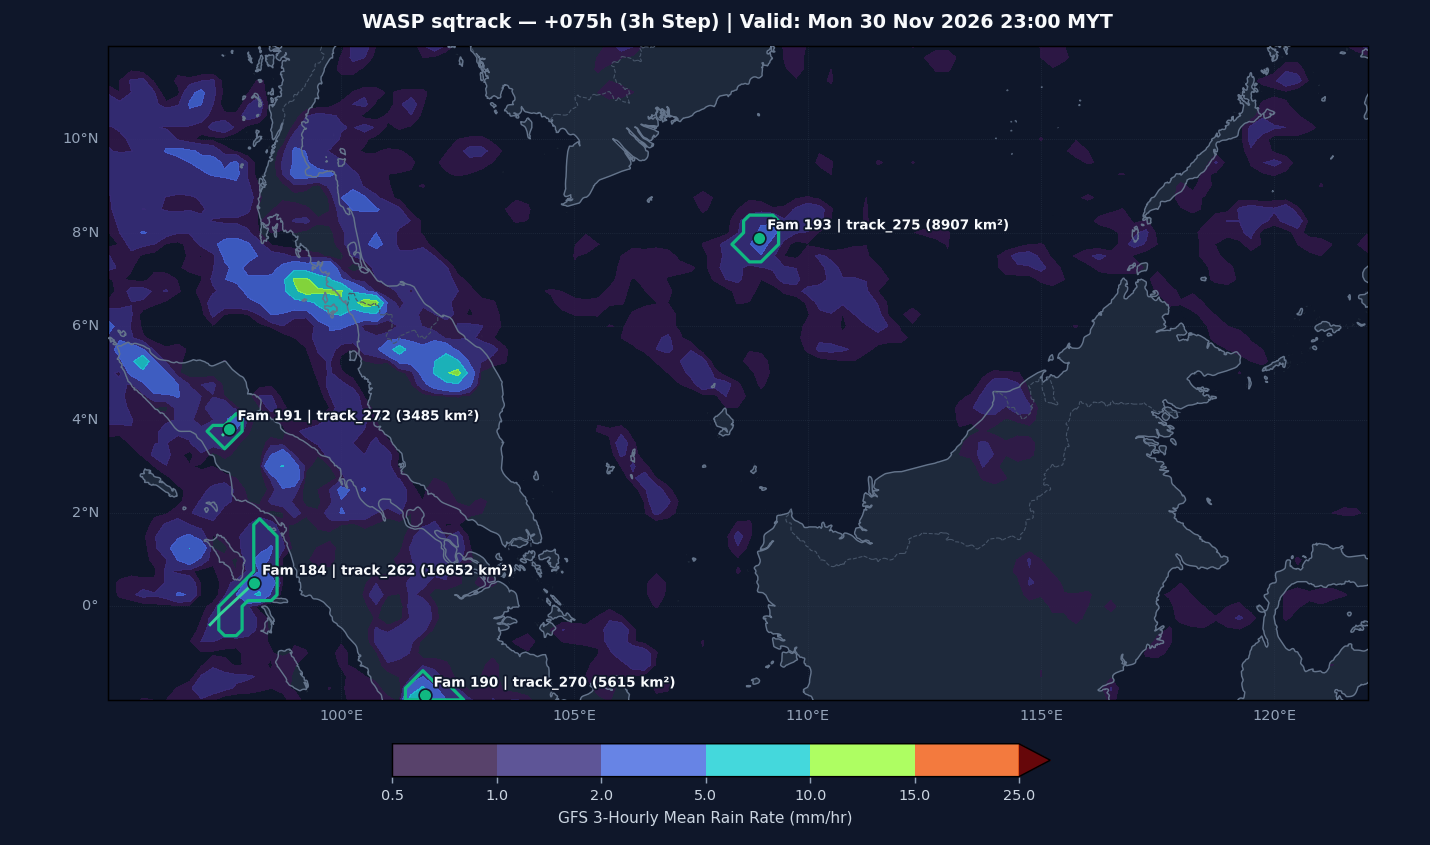 WASP sqtrack — +075h (3h Step) | Valid: Mon 30 Nov 2026 23:00 MYT
10°N
8°N
Fam 193 | track_275 (8907 km²)
6°N
4°N
Fam 191 | track_272 (3485 km²)
2°N
Fam 184 | track_262 (16652 km²)
0°
Fam 190 | track_270 (5615 km²)
100°E 105°E 110°E 115°E 120°E
0.5 1.0 2.0 5.0 10.0 15.0 25.0
GFS 3-Hourly Mean Rain Rate (mm/hr)